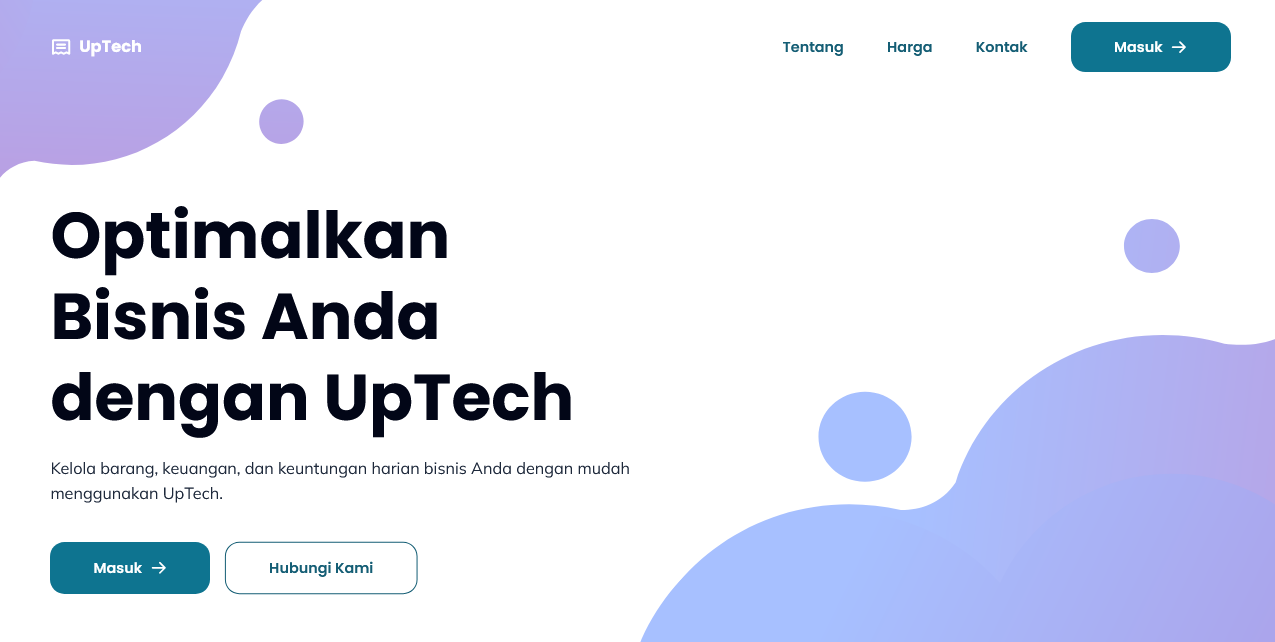 UpTech
Tentang
Harga
Kontak
Masuk
Optimalkan
Bisnis Anda
dengan UpTech
Kelola barang, keuangan, dan keuntungan harian bisnis Anda dengan mudah
menggunakan UpTech.
Masuk
Hubungi Kami